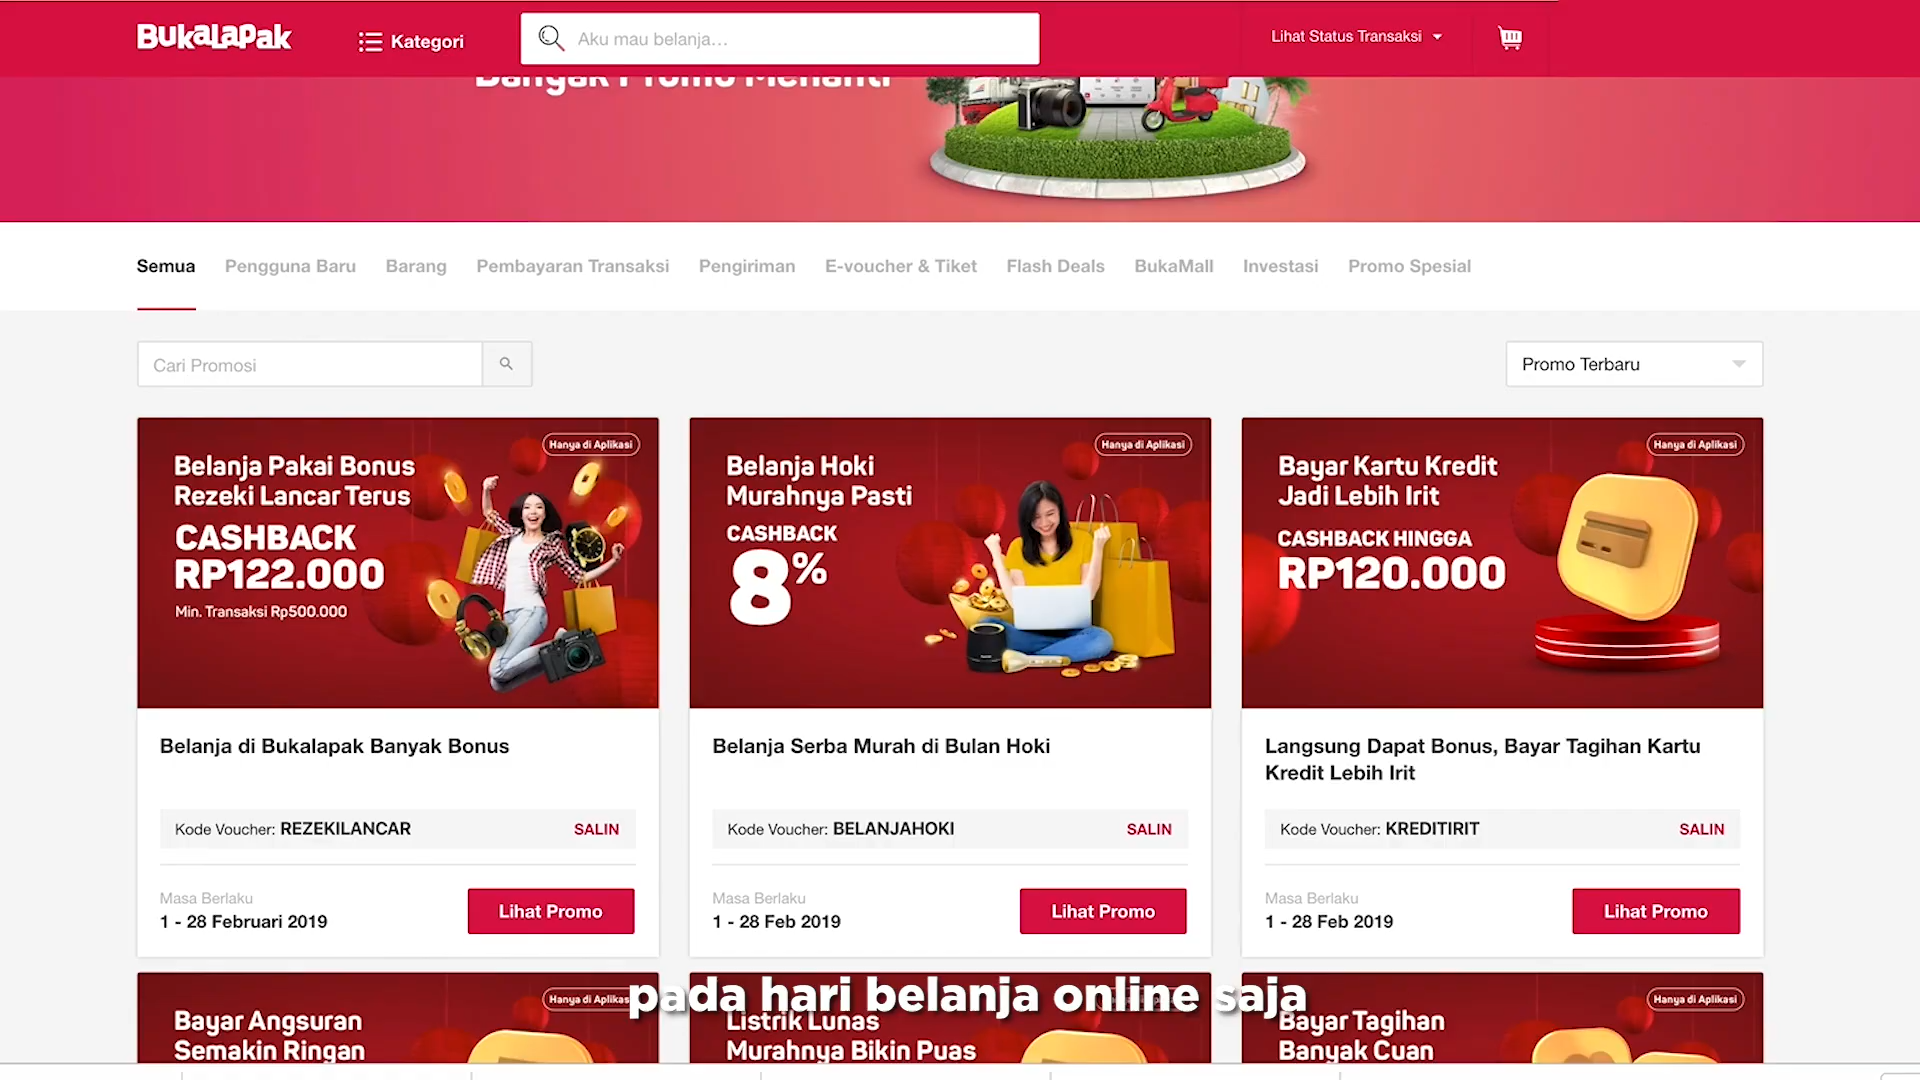 BukaLapak
Kategori
Aku mau belanja...
Lihat Status Transaksi
Banyak Promo Menanti
Semua
Pengguna Baru
Barang
Pembayaran Transaksi
Pengiriman
E-voucher & Tiket
Flash Deals
BukaMall
Investasi
Promo Spesial
Cari Promosi
Promo Terbaru
Hanya di Aplikasi
Belanja Pakai Bonus
Rezeki Lancar Terus
CASHBACK
RP122.000
Min. Transaksi Rp500.000
Hanya di Aplikasi
Belanja Hoki
Murahnya Pasti
CASHBACK
8%
Hanya di Aplikasi
Bayar Kartu Kredit
Jadi Lebih Irit
CASHBACK HINGGA
RP120.000
Belanja di Bukalapak Banyak Bonus
Kode Voucher: REZEKILANCAR
SALIN
Masa Berlaku
1 - 28 Februari 2019
Lihat Promo
Belanja Serba Murah di Bulan Hoki
Kode Voucher: BELANJAHOKI
SALIN
Masa Berlaku
1 - 28 Feb 2019
Lihat Promo
Langsung Dapat Bonus, Bayar Tagihan Kartu
Kredit Lebih Irit
Kode Voucher: KREDITIRIT
SALIN
Masa Berlaku
1 - 28 Feb 2019
Lihat Promo
Hanya di Aplikasi
Bayar Angsuran
Semakin Ringan
Listrik Lunas
Murahnya Bikin Puas
Hanya di Aplikasi
Bayar Tagihan
Banyak Cuan
pada hari belanja online saja